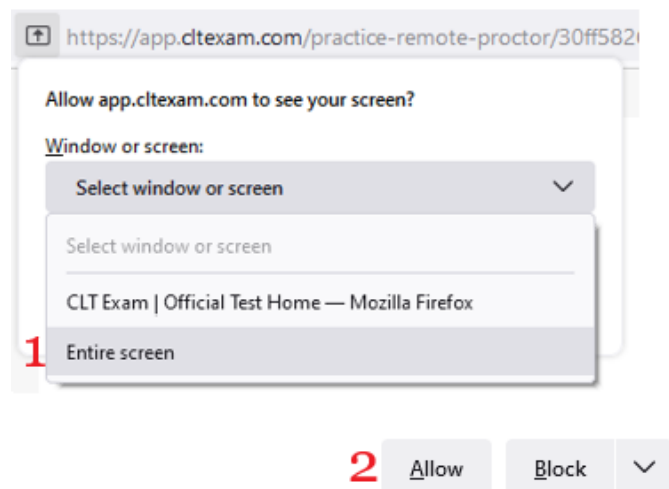 https://app.cltexam.com/practice-remote-proctor/30ff582
Allow app.cltexam.com to see your screen?
Window or screen:
Select window or screen
Select window or screen
CLT Exam | Official Test Home — Mozilla Firefox
1 Entire screen
2 Allow Block